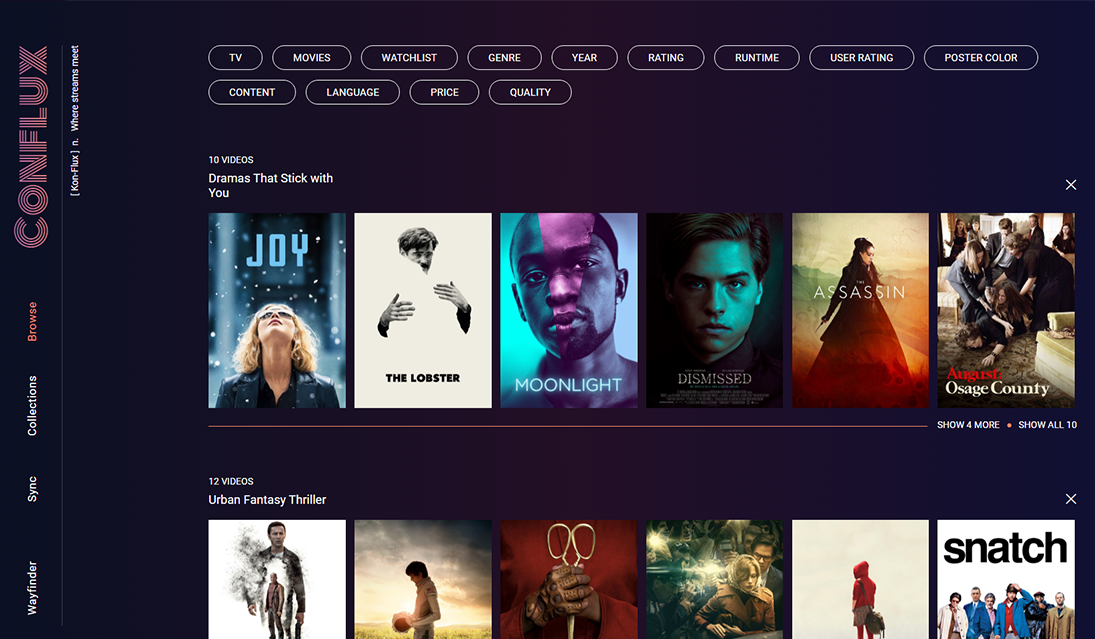 CONFLUX
[ Kon-Flux ] n. Where streams meet
Browse
Collections
Sync
Wayfinder
TV
MOVIES
WATCHLIST
GENRE
YEAR
RATING
RUNTIME
USER RATING
POSTER COLOR
CONTENT
LANGUAGE
PRICE
QUALITY
10 VIDEOS
Dramas That Stick with
You
JOY
THE LOBSTER
MOONLIGHT
DISMISSED
THE
ASSASSIN
August:
Osage County
SHOW 4 MORE • SHOW ALL 10
12 VIDEOS
Urban Fantasy Thriller
snatch